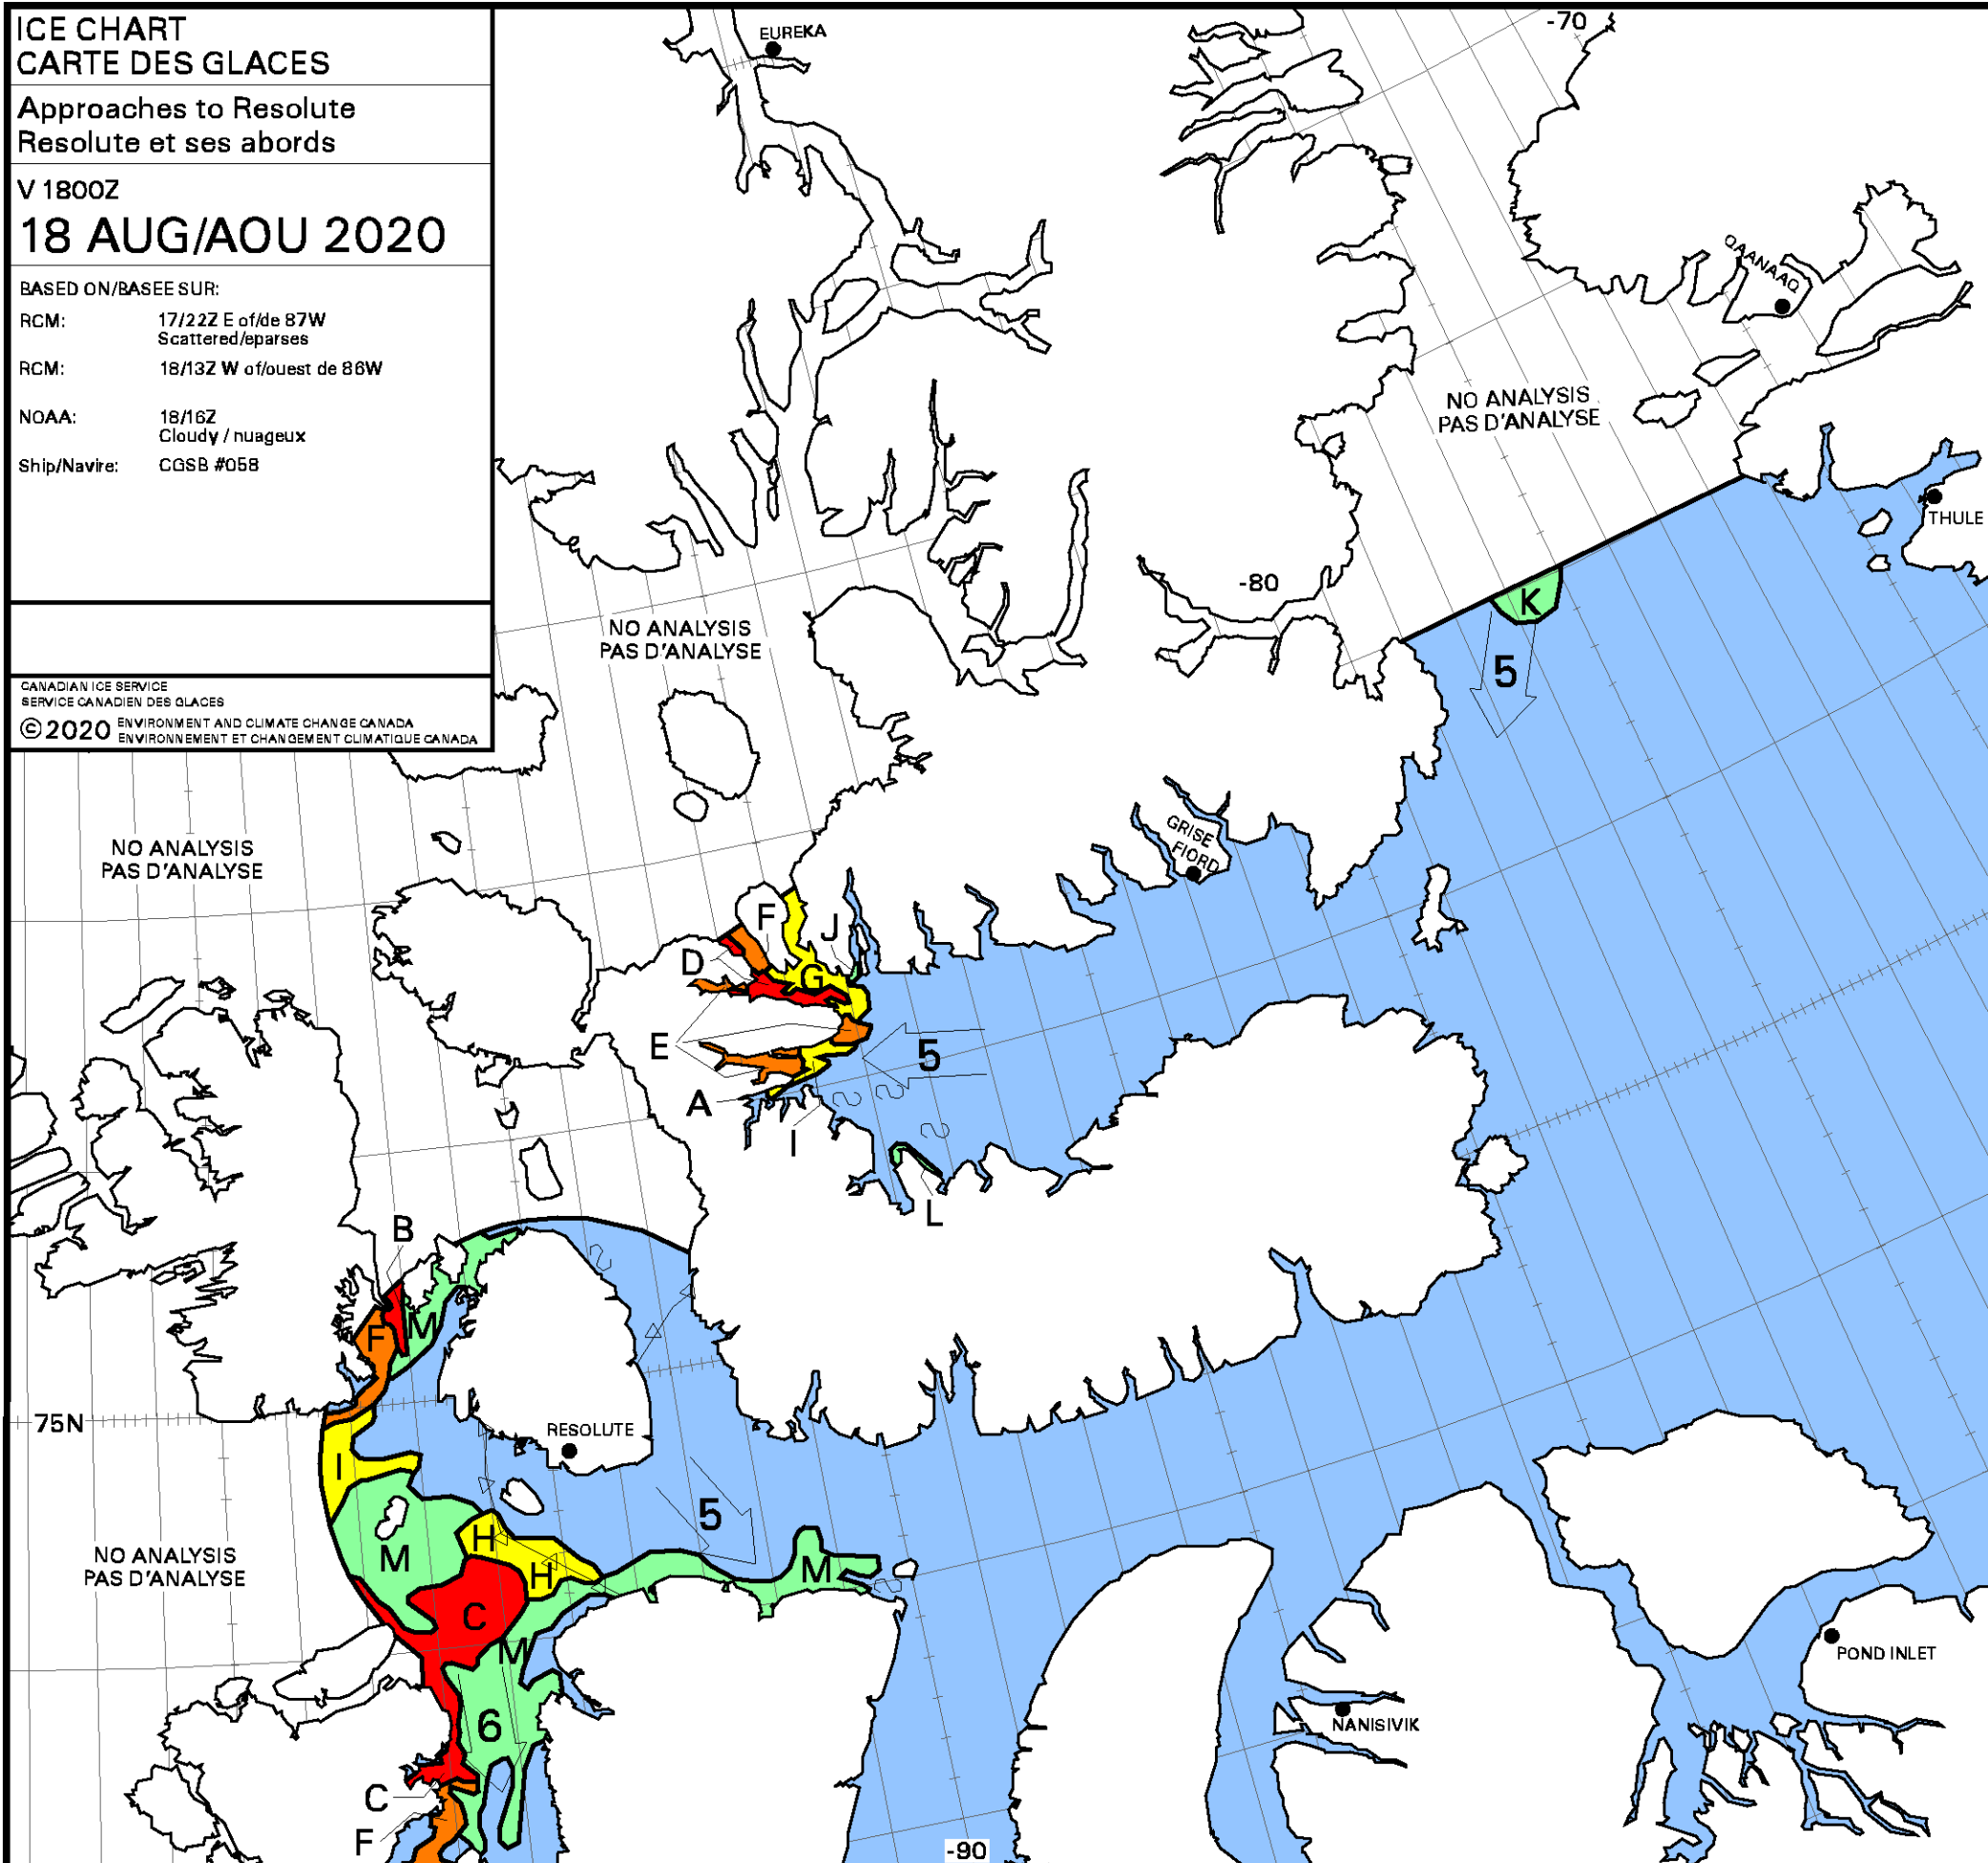 ICE CHART
CARTE DES GLACES
Approaches to Resolute
Resolute et ses abords
V 1800Z
18 AUG/AOU 2020
BASED ON/BASEE SUR:
RCM: 17/22Z E of/de 87W
Scattered/eparses
RCM: 18/13Z W of/ouest de 86W
NOAA: 18/16Z
Cloudy / nuageux
Ship/Navire: CGSB #058
CANADIAN ICE SERVICE
SERVICE CANADIEN DES GLACES
© 2020 ENVIRONMENT AND CLIMATE CHANGE CANADA
ENVIRONNEMENT ET CHANGEMENT CLIMATIQUE CANADA
EUREKA
-70
QAANAAQ
NO ANALYSIS
PAS D'ANALYSE
THULE
-80
K
5
NO ANALYSIS
PAS D'ANALYSE
NO ANALYSIS
PAS D'ANALYSE
GRISE
FIORD
F
J
D
G
E
5
A
I
L
B
M
F
75N
RESOLUTE
I
5
H
M
H
M
NO ANALYSIS
PAS D'ANALYSE
C
M
POND INLET
6
NANISIVIK
C
F
-90